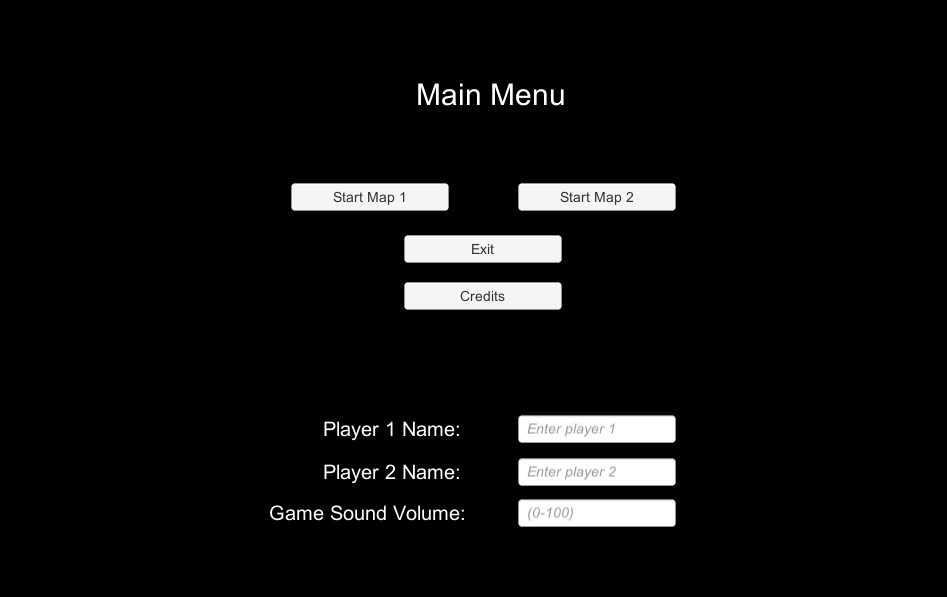 Main Menu
Start Map 1
Start Map 2
Exit
Credits
Player 1 Name:
Enter player 1
Player 2 Name:
Enter player 2
Game Sound Volume:
(0-100)